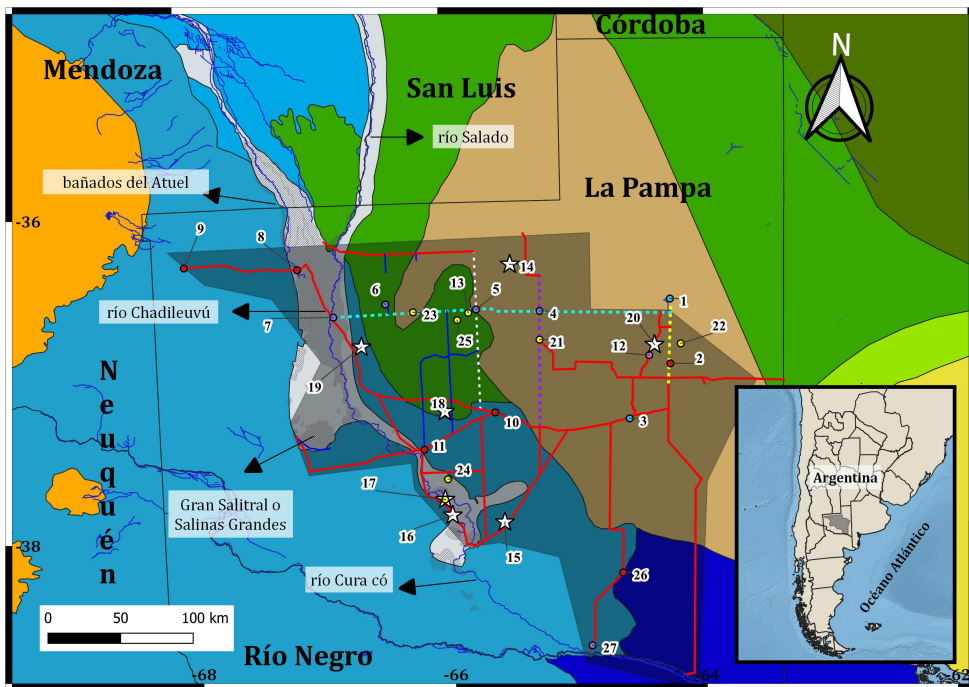 Córdoba
Mendoza
San Luis
N
río Salado
bañados del Atuel
La Pampa
-36
9
8
14
13
5
6
1
río Chadileuvú
7
23
4
20
22
25
21
12
2
19
N
e
u
q
u
é
n
18
10
3
11
24
17
Gran Salitral o
Salinas Grandes
16
15
-38
río Cura có
26
27
0 50 100 km
Río Negro
-68
-66
-64
-62
Argentina
Océano Atlántico